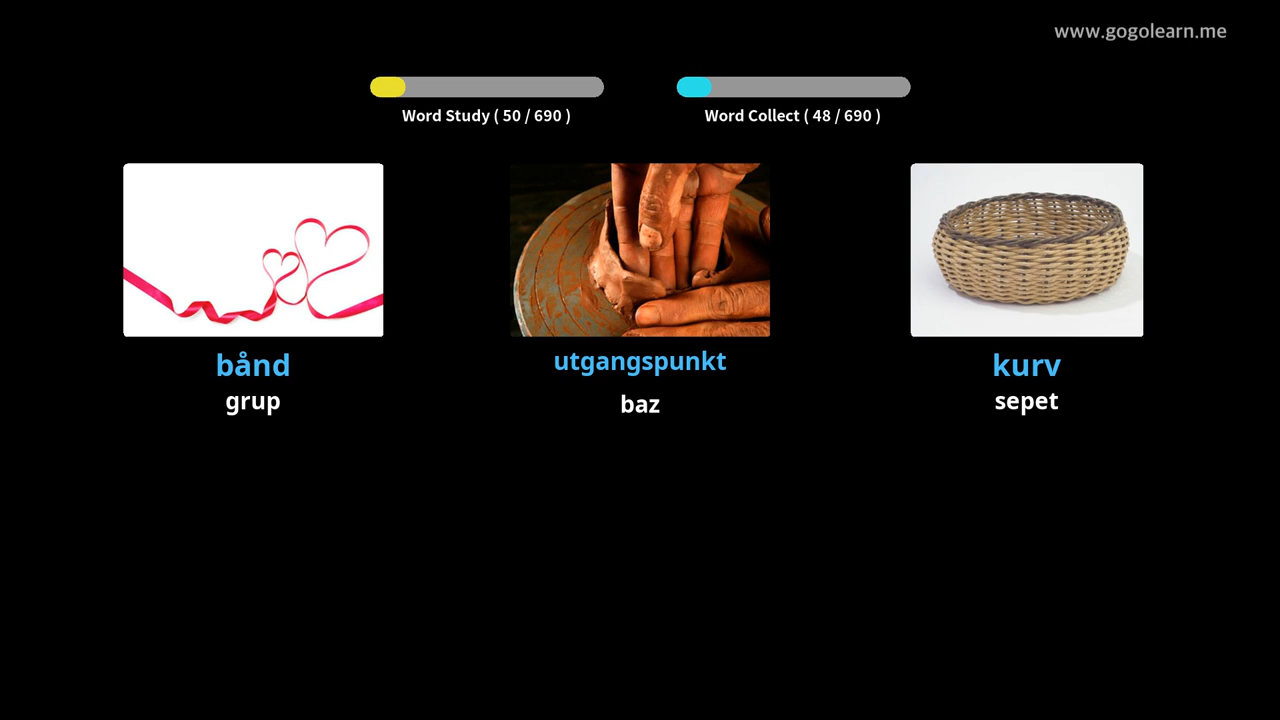 www.gogolearn.me
Word Study ( 50 / 690 )
Word Collect ( 48 / 690 )
bånd
grup
utgangspunkt
baz
kurv
sepet